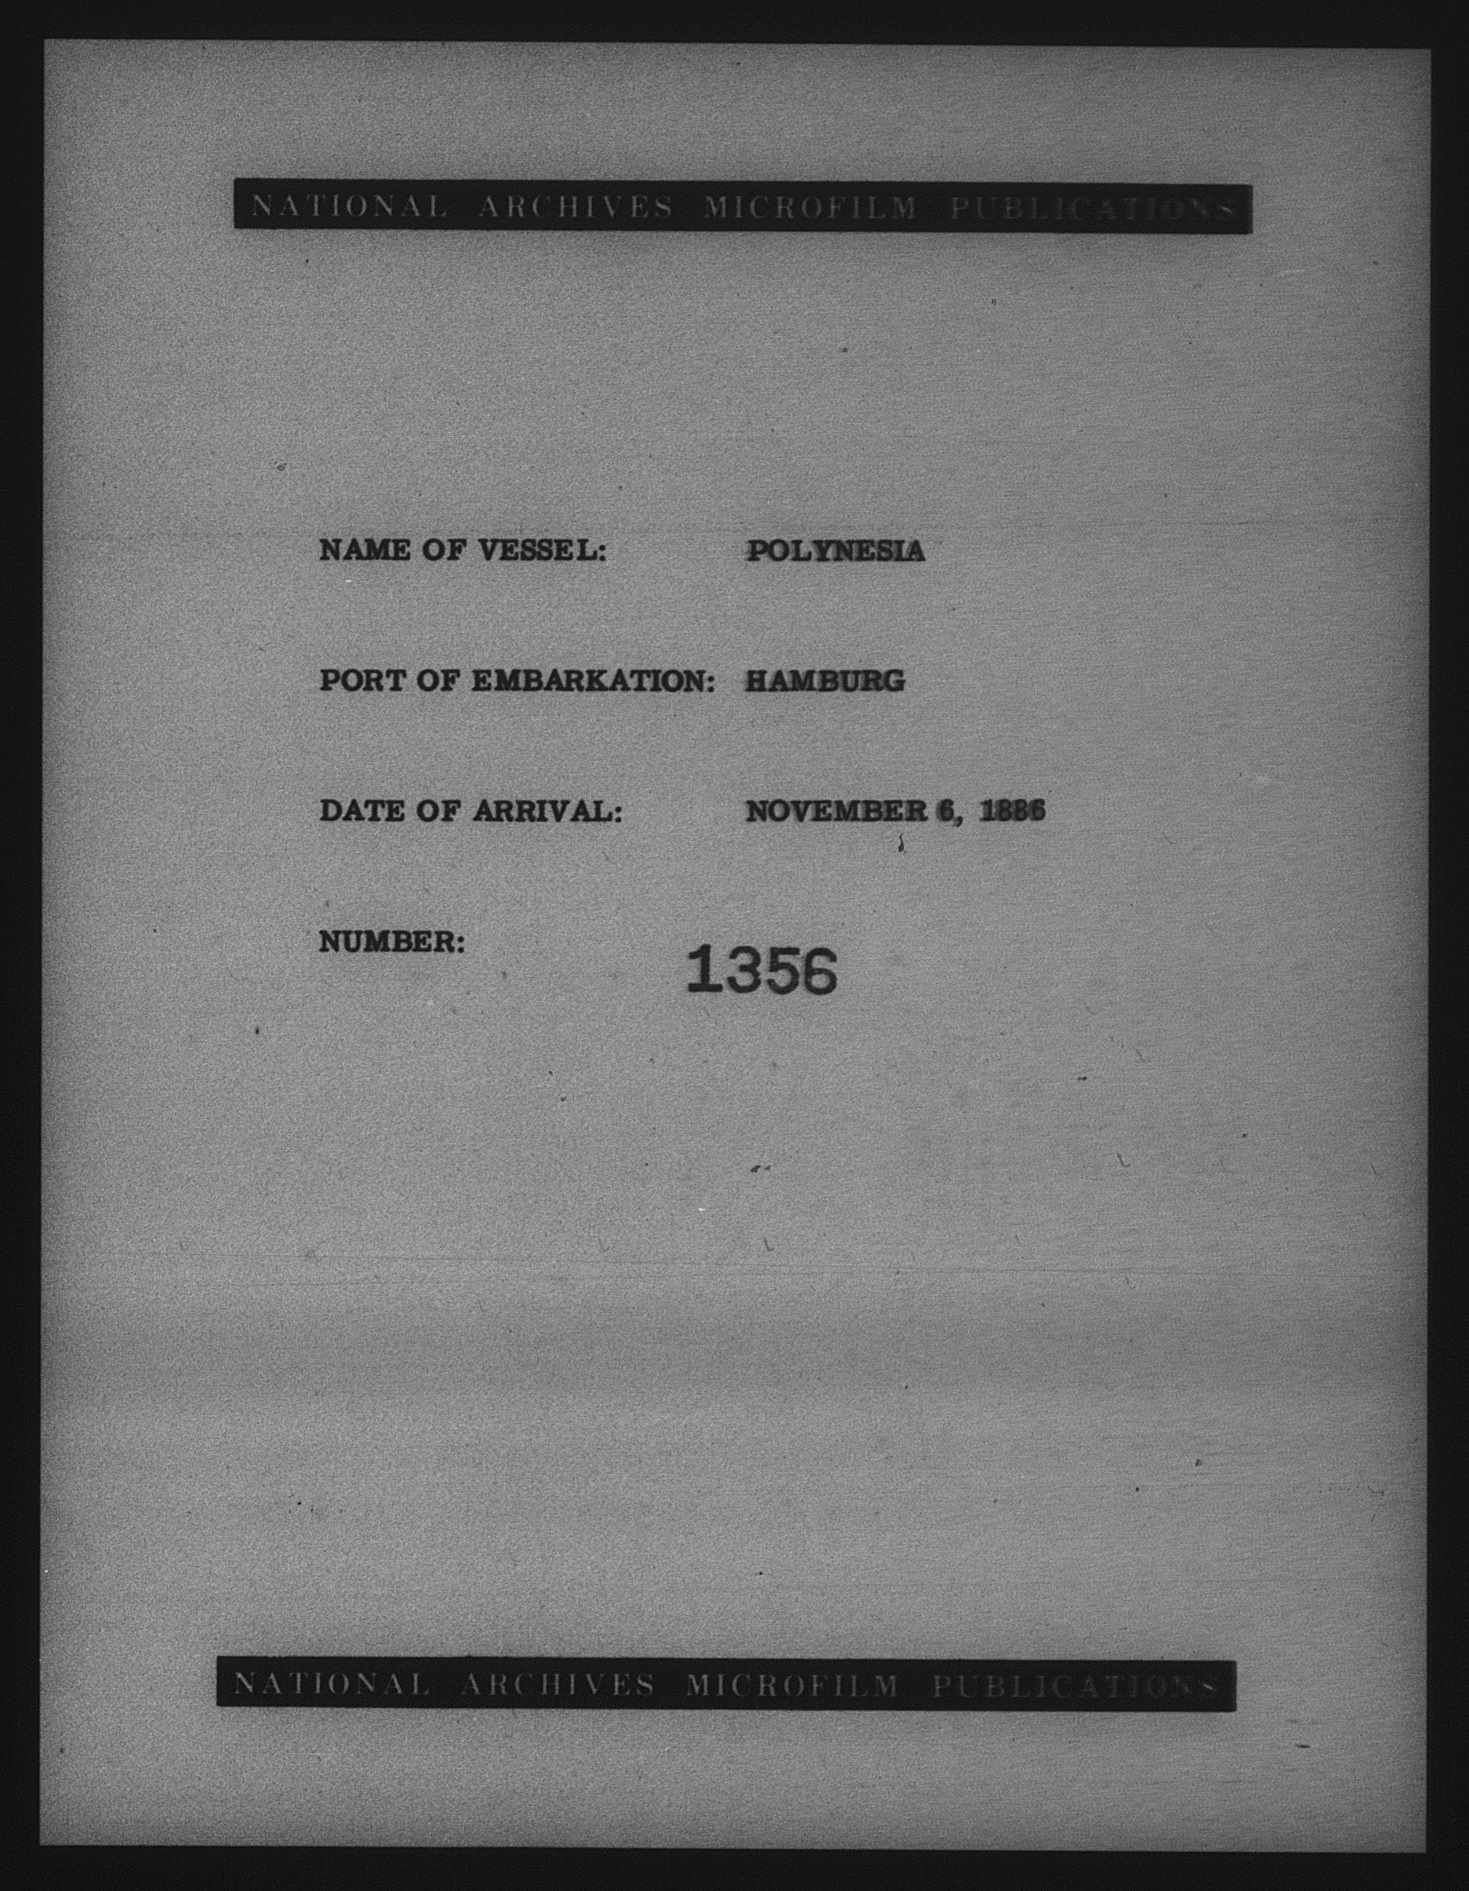 NATIONAL ARCHIVES MICROFILM PUBLICATIONS
NAME OF VESSEL: POLYNESIA
PORT OF EMBARKATION: HAMBURG
DATE OF ARRIVAL: NOVEMBER 6, 1886
NUMBER: 1356
NATIONAL ARCHIVES MICROFILM PUBLICATIONS